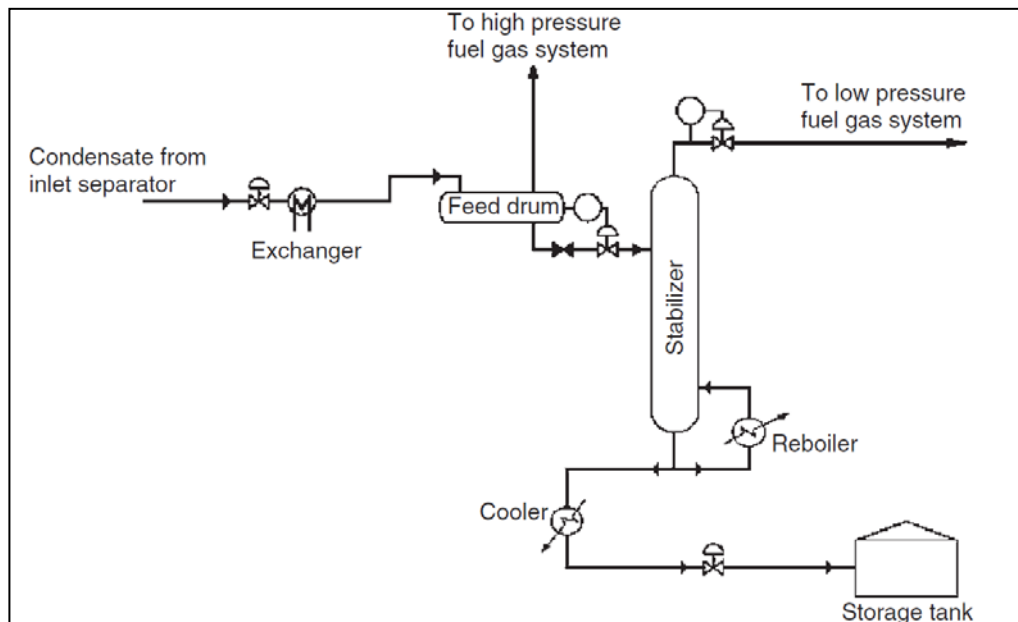 To high pressure
fuel gas system
To low pressure
fuel gas system
Condensate from
inlet separator
Feed drum
Exchanger
Stabilizer
Reboiler
Cooler
Storage tank